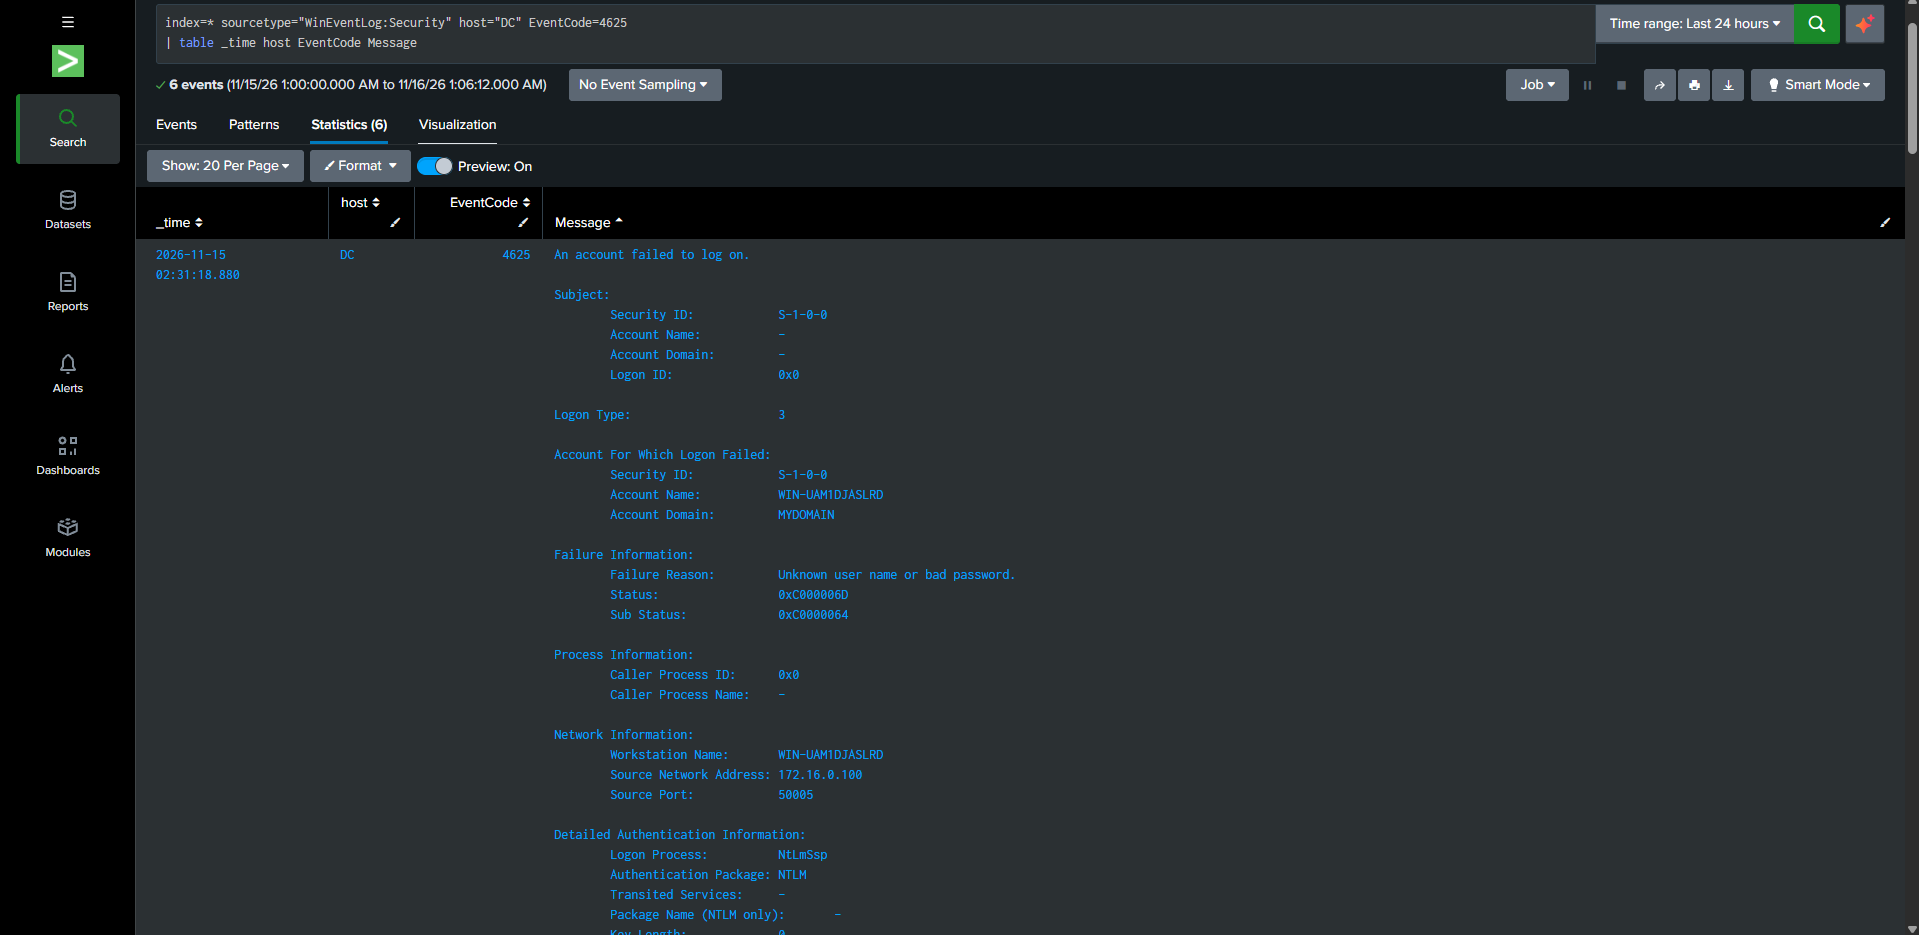 index=* sourcetype="WinEventLog:Security" host="DC" EventCode=4625
| table _time host EventCode Message
Time range: Last 24 hours
6 events (11/15/26 1:00:00.000 AM to 11/16/26 1:06:12.000 AM)
No Event Sampling
Job
Smart Mode
Events
Patterns
Statistics (6)
Visualization
Show: 20 Per Page
Format
Preview: On
Search
Datasets
Reports
Alerts
Dashboards
Modules
_time
host
EventCode
Message
2026-11-15
02:31:18.880
DC
4625
An account failed to log on.
Subject:
Security ID: S-1-0-0
Account Name: -
Account Domain: -
Logon ID: 0x0
Logon Type: 3
Account For Which Logon Failed:
Security ID: S-1-0-0
Account Name: WIN-UAM1DJASLRD
Account Domain: MYDOMAIN
Failure Information:
Failure Reason: Unknown user name or bad password.
Status: 0xC000006D
Sub Status: 0xC0000064
Process Information:
Caller Process ID: 0x0
Caller Process Name: -
Network Information:
Workstation Name: WIN-UAM1DJASLRD
Source Network Address: 172.16.0.100
Source Port: 50005
Detailed Authentication Information:
Logon Process: NtLmSsp
Authentication Package: NTLM
Transited Services: -
Package Name (NTLM only): -
Key Length: 0